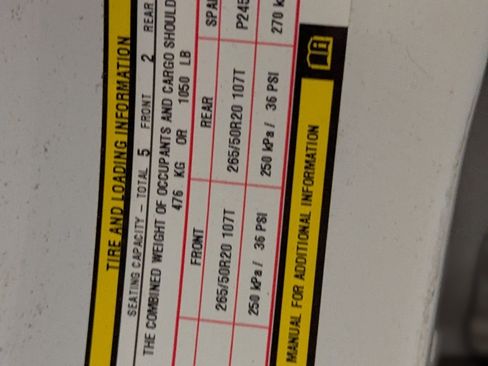 TIRE AND LOADING INFORMATION
SEATING CAPACITY - TOTAL 5 FRONT 2 REAR
THE COMBINED WEIGHT OF OCCUPANTS AND CARGO SHOULD
476 KG OR 1050 LB
FRONT REAR
265/50R20 107T 265/50R20 107T P245
250 kPa / 36 PSI 250 kPa / 36 PSI 270
MANUAL FOR ADDITIONAL INFORMATION